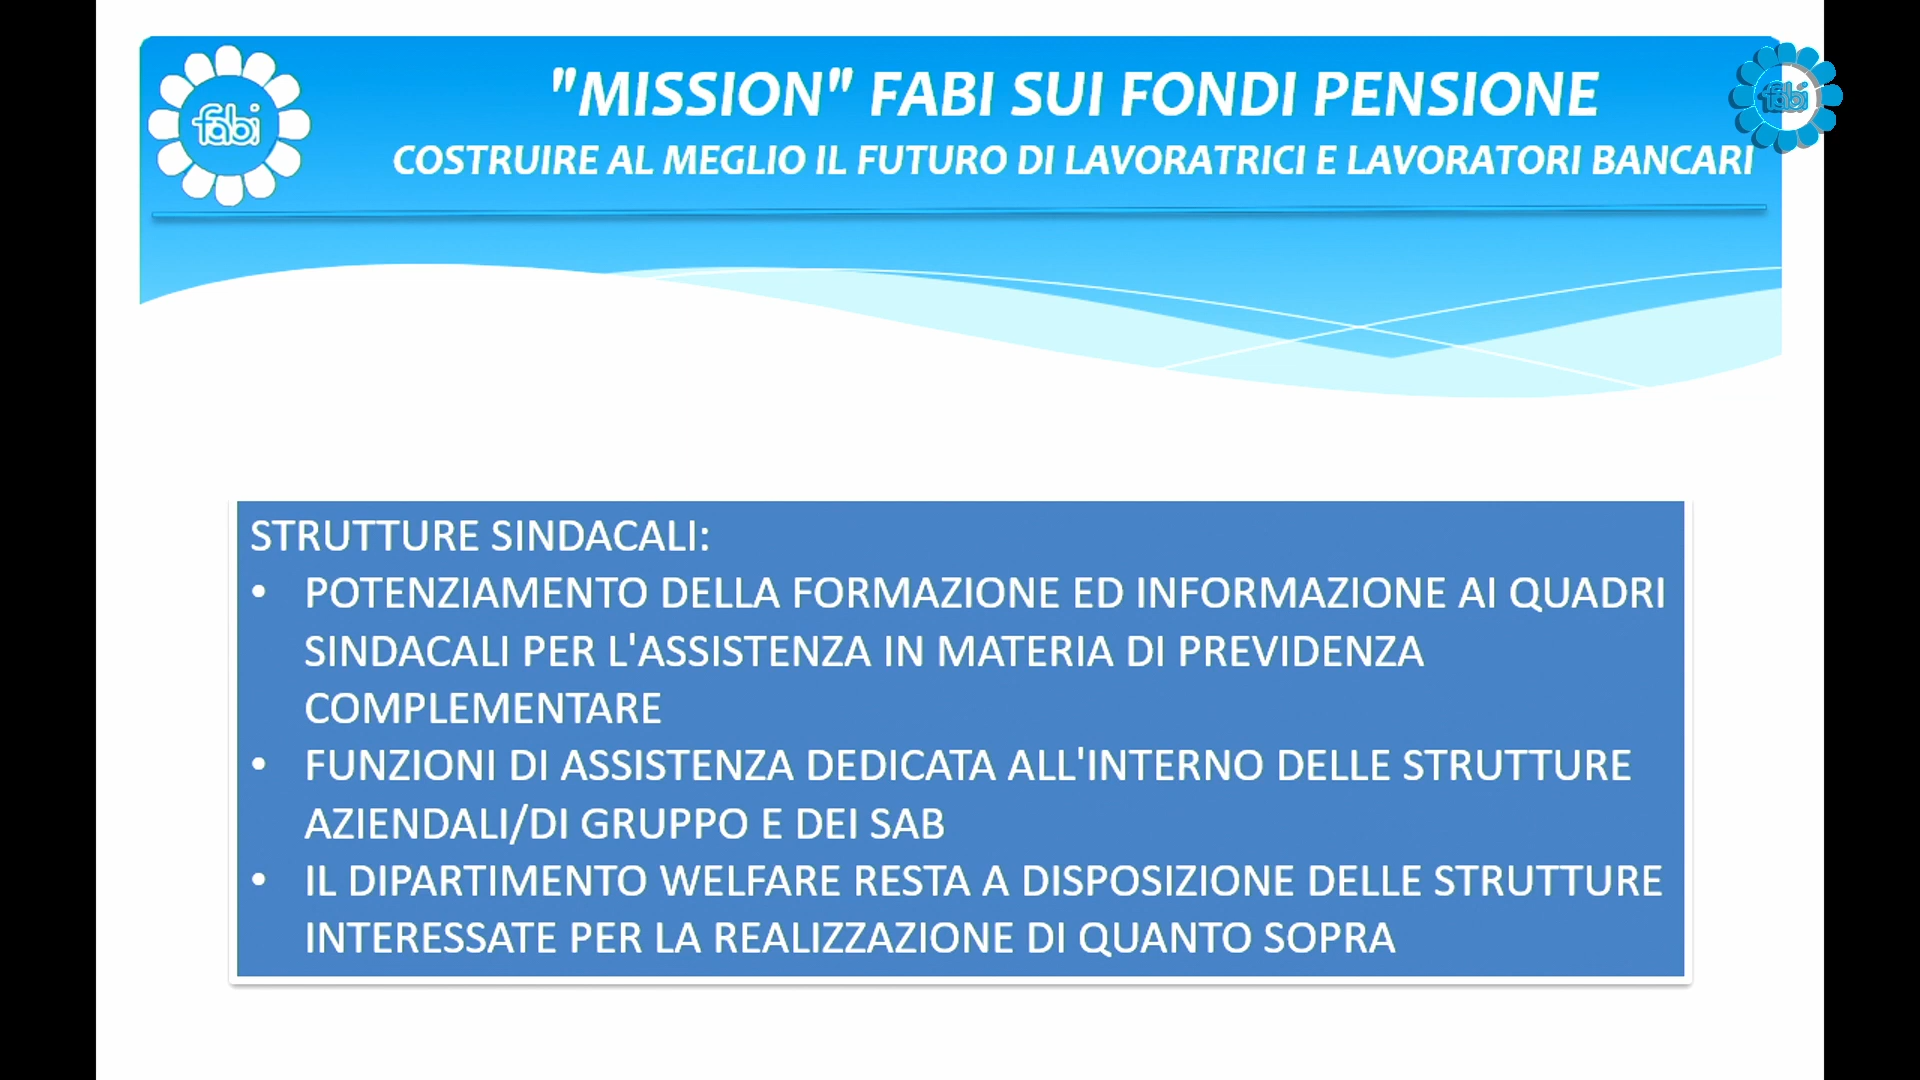 fabi
"MISSION" FABI SUI FONDI PENSIONE
fabi
COSTRUIRE AL MEGLIO IL FUTURO DI LAVORATRICI E LAVORATORI BANCARI
STRUTTURE SINDACALI:
• POTENZIAMENTO DELLA FORMAZIONE ED INFORMAZIONE AI QUADRI
SINDACALI PER L'ASSISTENZA IN MATERIA DI PREVIDENZA
COMPLEMENTARE
• FUNZIONI DI ASSISTENZA DEDICATA ALL'INTERNO DELLE STRUTTURE
AZIENDALI/DI GRUPPO E DEI SAB
• IL DIPARTIMENTO WELFARE RESTA A DISPOSIZIONE DELLE STRUTTURE
INTERESSATE PER LA REALIZZAZIONE DI QUANTO SOPRA